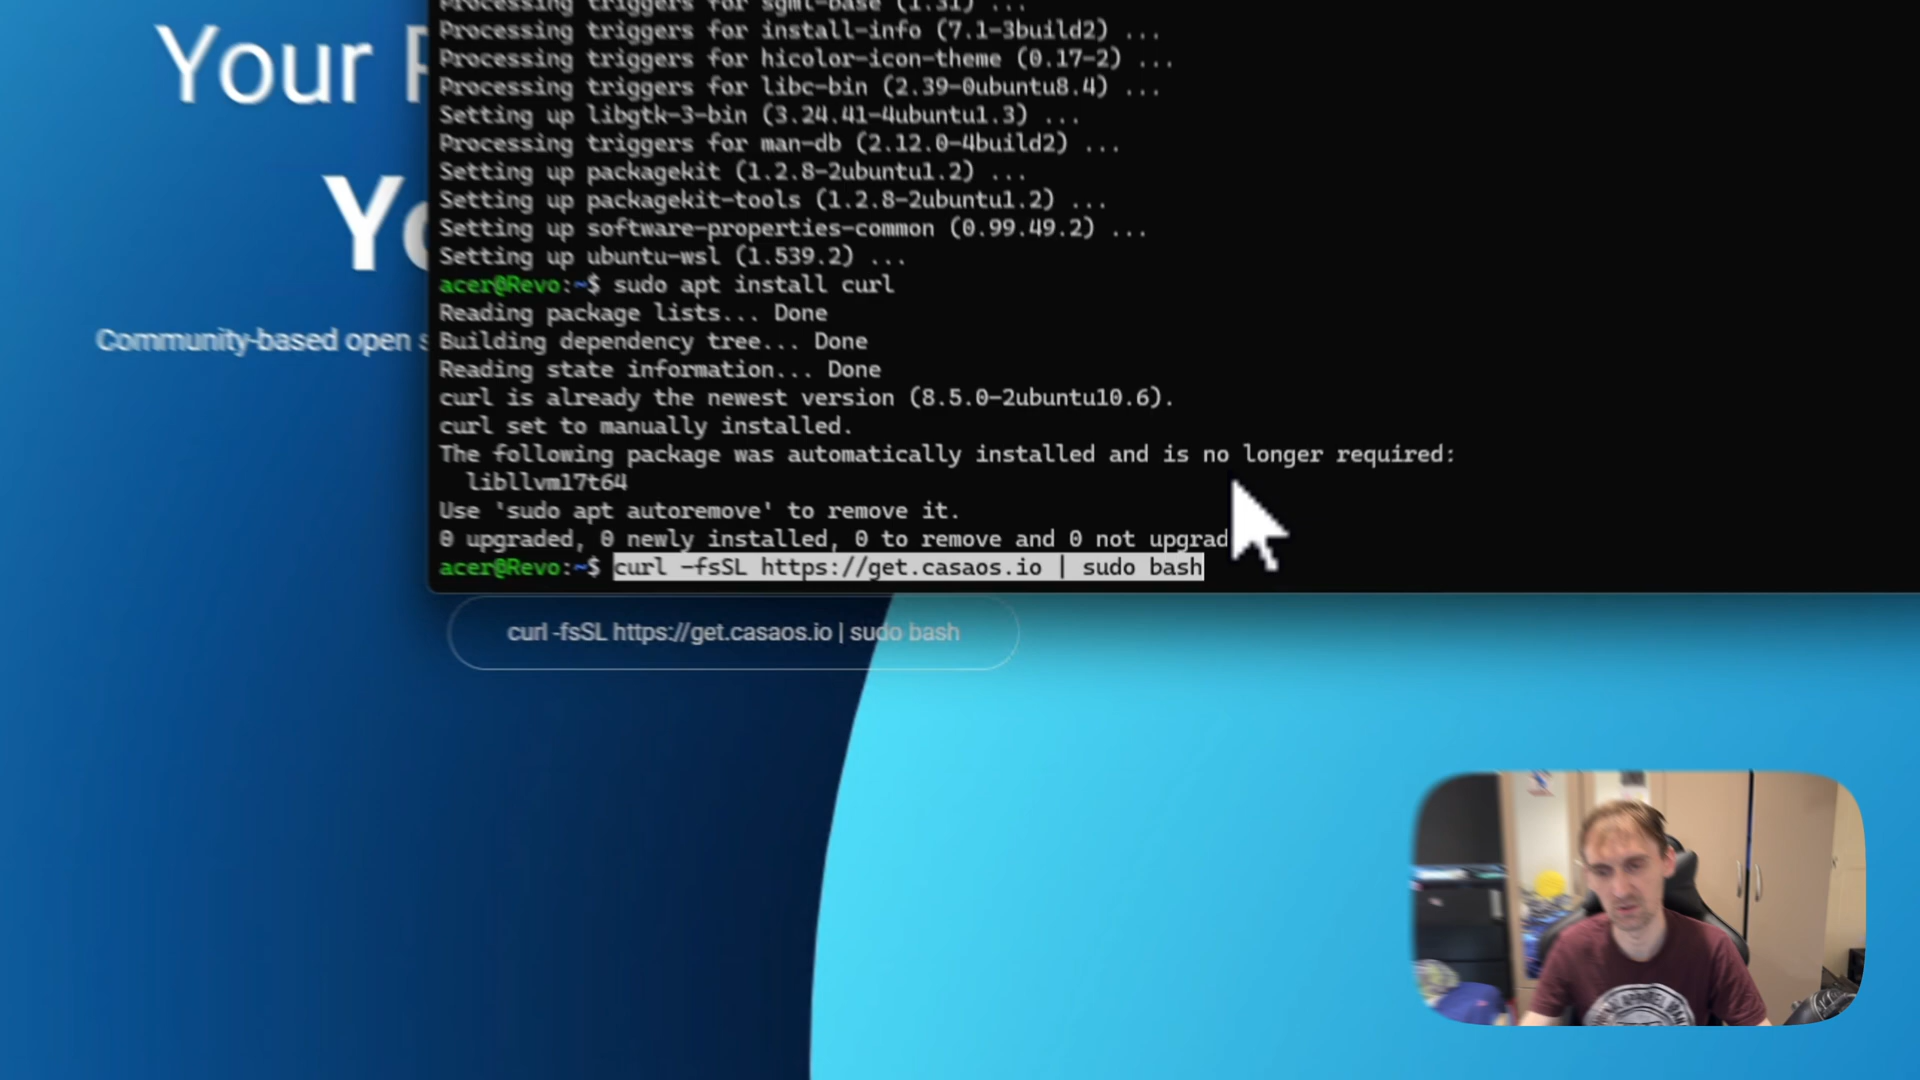 Your
Yo
Community-based open s
Processing triggers for sgml-base (1.31) ...
Processing triggers for install-info (7.1-3build2) ...
Processing triggers for hicolor-icon-theme (0.17-2) ...
Processing triggers for libc-bin (2.39-0ubuntu8.4) ...
Setting up libgtk-3-bin (3.24.41-4ubuntu1.3) ...
Processing triggers for man-db (2.12.0-4build2) ...
Setting up packagekit (1.2.8-2ubuntu1.2) ...
Setting up packagekit-tools (1.2.8-2ubuntu1.2) ...
Setting up software-properties-common (0.99.49.2) ...
Setting up ubuntu-wsl (1.539.2) ...
acer@Revo:~$ sudo apt install curl
Reading package lists... Done
Building dependency tree... Done
Reading state information... Done
curl is already the newest version (8.5.0-2ubuntu10.6).
curl set to manually installed.
The following package was automatically installed and is no longer required:
libllvm17t64
Use 'sudo apt autoremove' to remove it.
0 upgraded, 0 newly installed, 0 to remove and 0 not upgrad
acer@Revo:~$ curl -fsSL https://get.casaos.io | sudo bash
curl -fsSL https://get.casaos.io | sudo bash